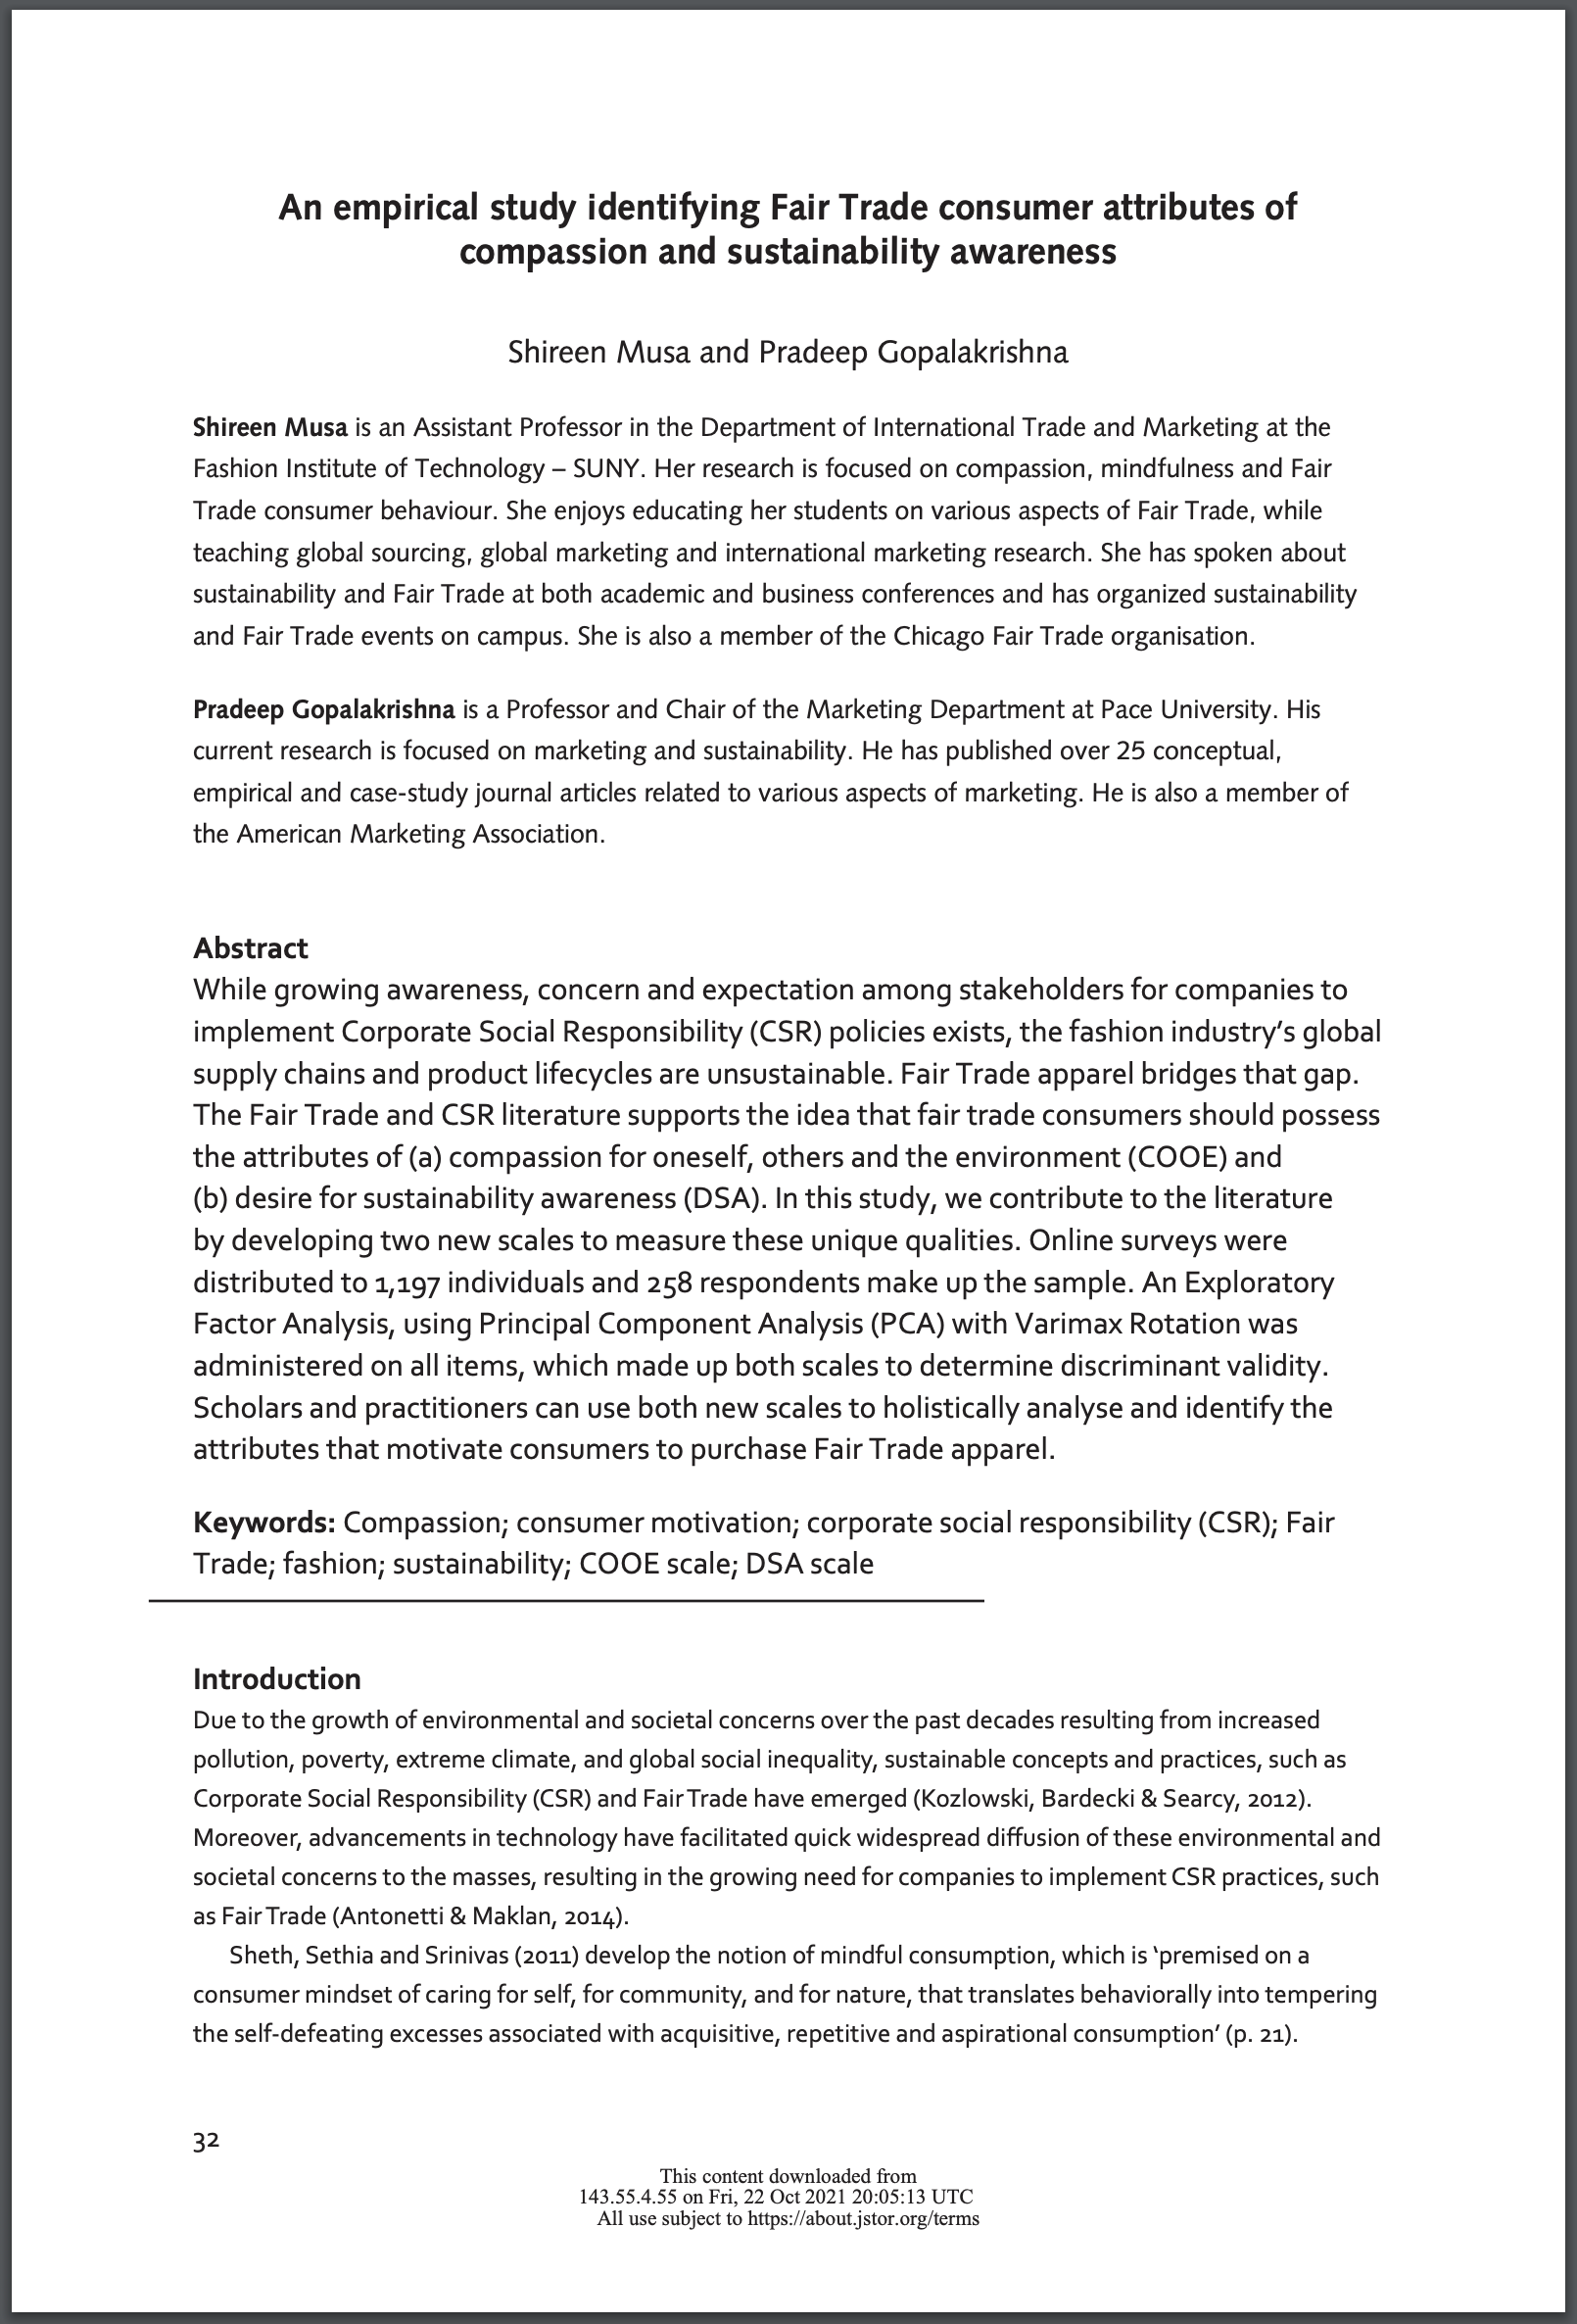 An empirical study identifying Fair Trade consumer attributes of
compassion and sustainability awareness
Shireen Musa and Pradeep Gopalakrishna
Shireen Musa is an Assistant Professor in the Department of International Trade and Marketing at the
Fashion Institute of Technology – SUNY. Her research is focused on compassion, mindfulness and Fair
Trade consumer behaviour. She enjoys educating her students on various aspects of Fair Trade, while
teaching global sourcing, global marketing and international marketing research. She has spoken about
sustainability and Fair Trade at both academic and business conferences and has organized sustainability
and Fair Trade events on campus. She is also a member of the Chicago Fair Trade organisation.
Pradeep Gopalakrishna is a Professor and Chair of the Marketing Department at Pace University. His
current research is focused on marketing and sustainability. He has published over 25 conceptual,
empirical and case-study journal articles related to various aspects of marketing. He is also a member of
the American Marketing Association.
Abstract
While growing awareness, concern and expectation among stakeholders for companies to
implement Corporate Social Responsibility (CSR) policies exists, the fashion industry’s global
supply chains and product lifecycles are unsustainable. Fair Trade apparel bridges that gap.
The Fair Trade and CSR literature supports the idea that fair trade consumers should possess
the attributes of (a) compassion for oneself, others and the environment (COOE) and
(b) desire for sustainability awareness (DSA). In this study, we contribute to the literature
by developing two new scales to measure these unique qualities. Online surveys were
distributed to 1,197 individuals and 258 respondents make up the sample. An Exploratory
Factor Analysis, using Principal Component Analysis (PCA) with Varimax Rotation was
administered on all items, which made up both scales to determine discriminant validity.
Scholars and practitioners can use both new scales to holistically analyse and identify the
attributes that motivate consumers to purchase Fair Trade apparel.
Keywords: Compassion; consumer motivation; corporate social responsibility (CSR); Fair
Trade; fashion; sustainability; COOE scale; DSA scale
Introduction
Due to the growth of environmental and societal concerns over the past decades resulting from increased
pollution, poverty, extreme climate, and global social inequality, sustainable concepts and practices, such as
Corporate Social Responsibility (CSR) and Fair Trade have emerged (Kozlowski, Bardecki & Searcy, 2012).
Moreover, advancements in technology have facilitated quick widespread diffusion of these environmental and
societal concerns to the masses, resulting in the growing need for companies to implement CSR practices, such
as Fair Trade (Antonetti & Maklan, 2014).
Sheth, Sethia and Srinivas (2011) develop the notion of mindful consumption, which is ‘premised on a
consumer mindset of caring for self, for community, and for nature, that translates behaviorally into tempering
the self-defeating excesses associated with acquisitive, repetitive and aspirational consumption’ (p. 21).
32
This content downloaded from
143.55.4.55 on Fri, 22 Oct 2021 20:05:13 UTC
All use subject to https://about.jstor.org/terms